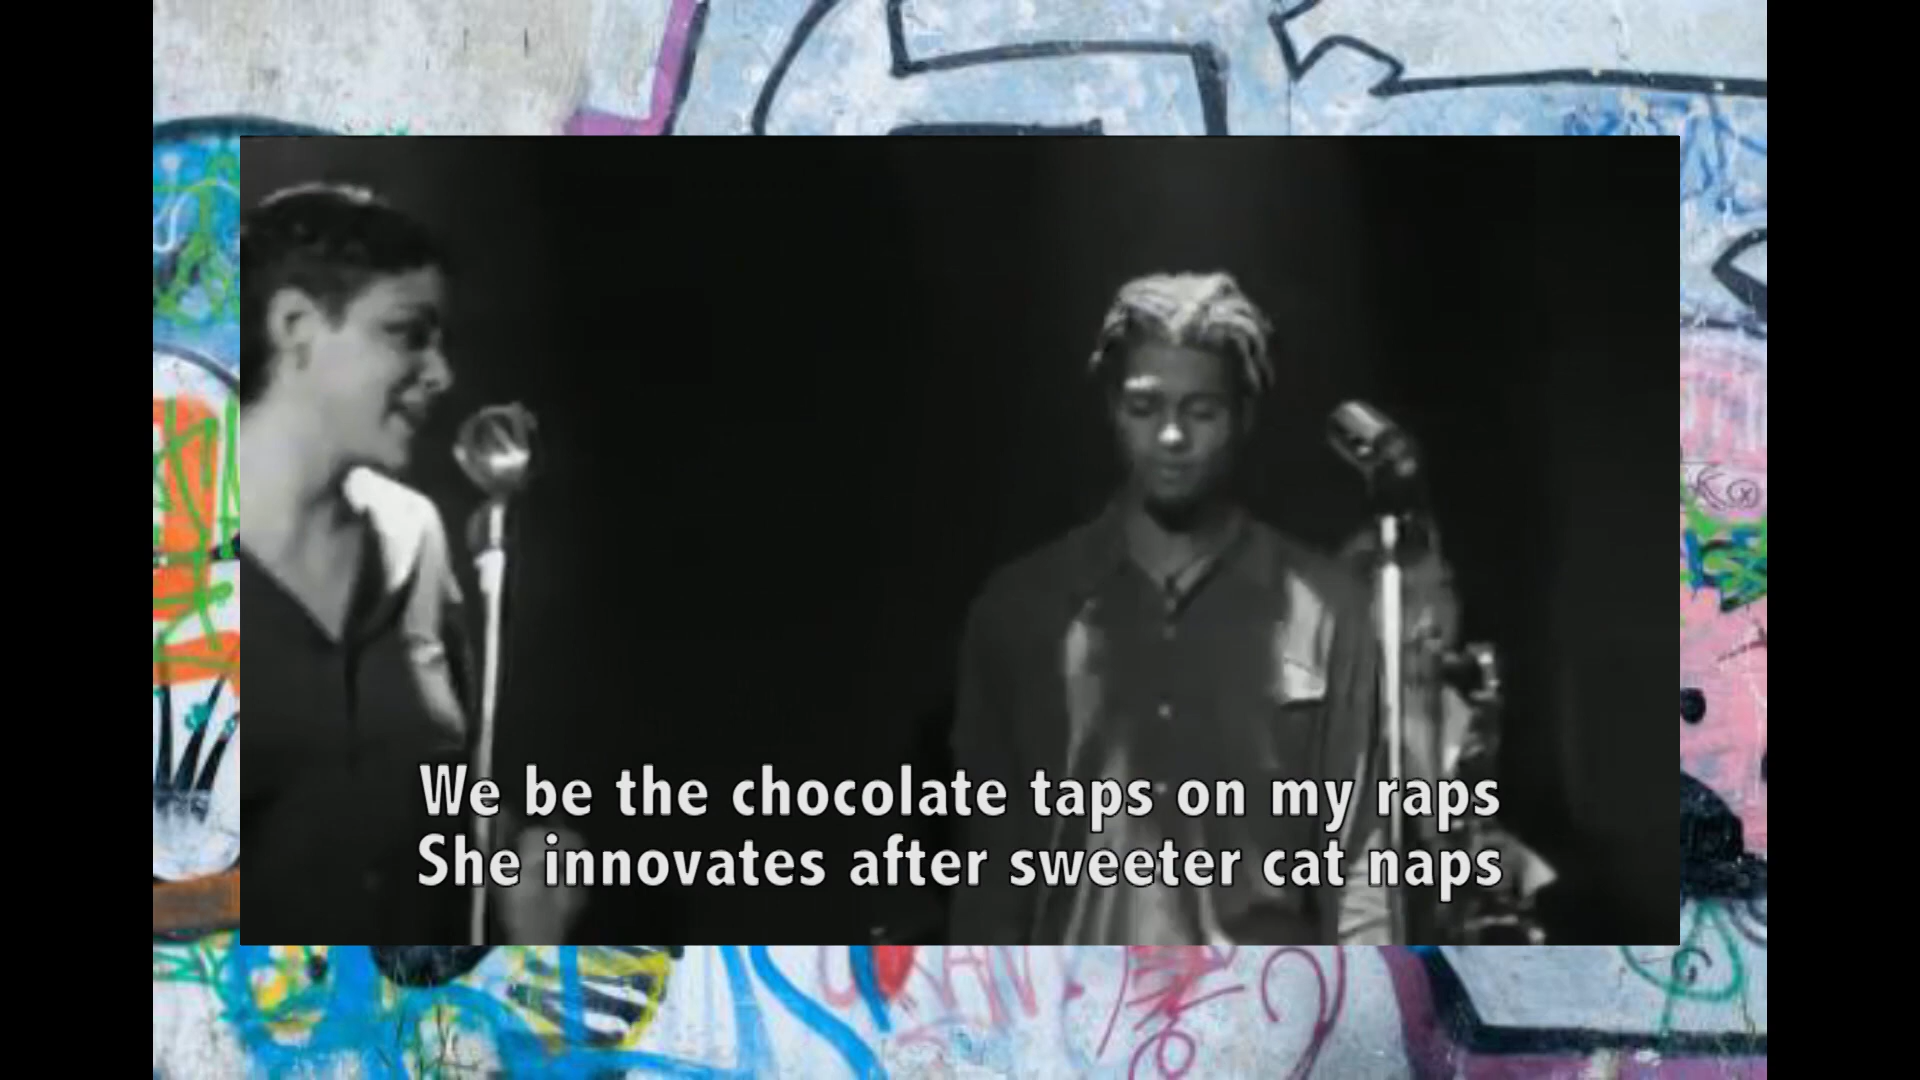 We be the chocolate taps on my raps
She innovates after sweeter cat naps